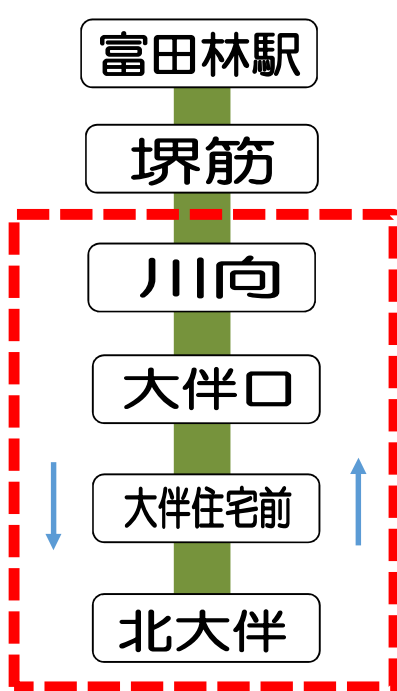 富田林駅
堺筋
川向
大伴口
大伴住宅前
北大伴